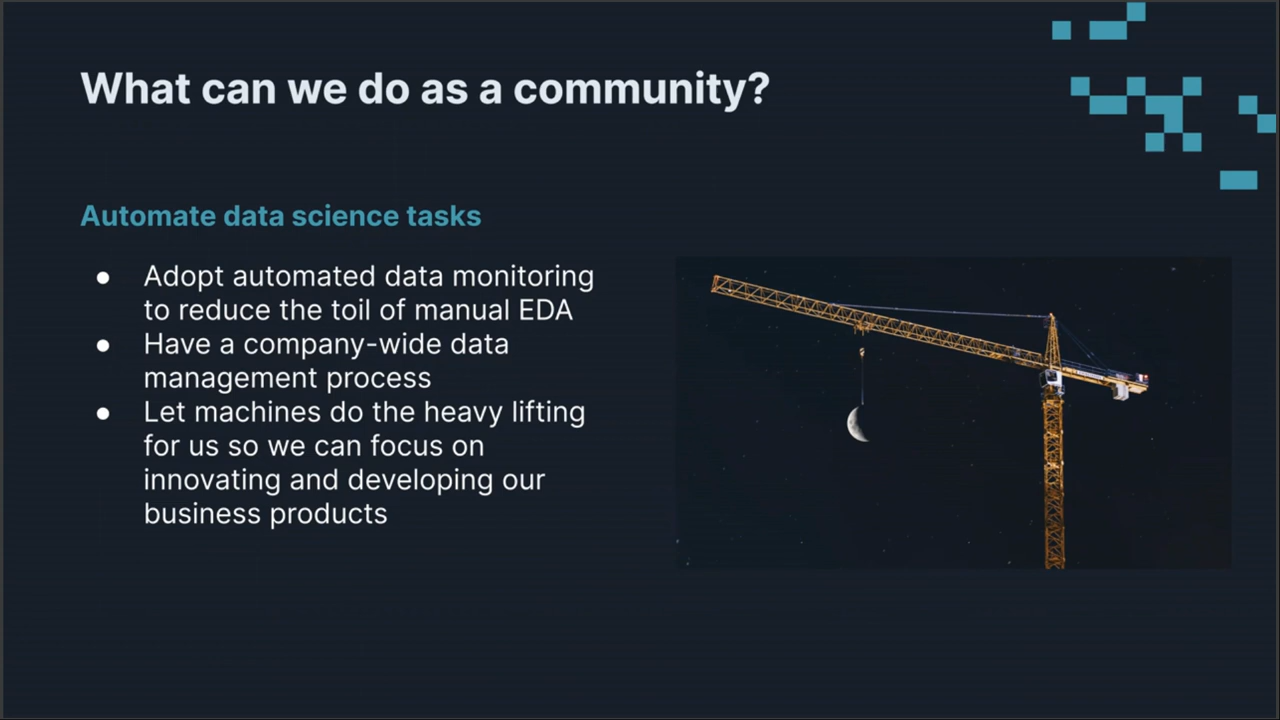 What can we do as a community?
Automate data science tasks
● Adopt automated data monitoring
to reduce the toil of manual EDA
● Have a company-wide data
management process
● Let machines do the heavy lifting
for us so we can focus on
innovating and developing our
business products